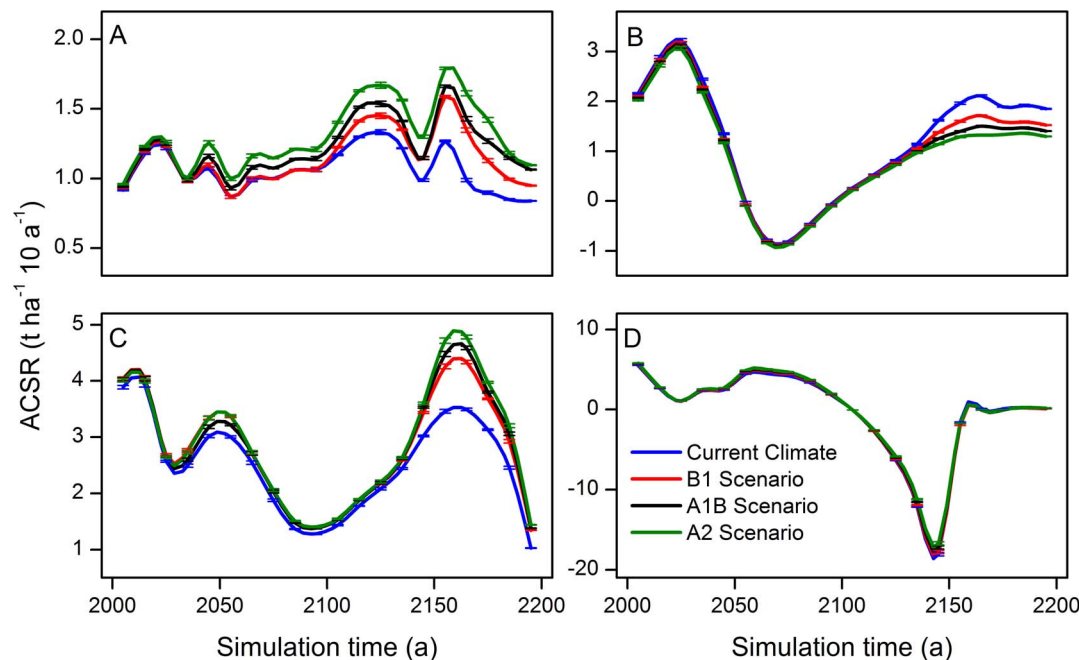 A
2.0
1.5
1.0
0.5
B
3
2
1
0
-1
ACSR (t ha⁻¹ 10 a⁻¹)
C
5
4
3
2
1
2000 2050 2100 2150 2200
Simulation time (a)
D
10
0
-10
-20
Current Climate
B1 Scenario
A1B Scenario
A2 Scenario
2000 2050 2100 2150 2200
Simulation time (a)